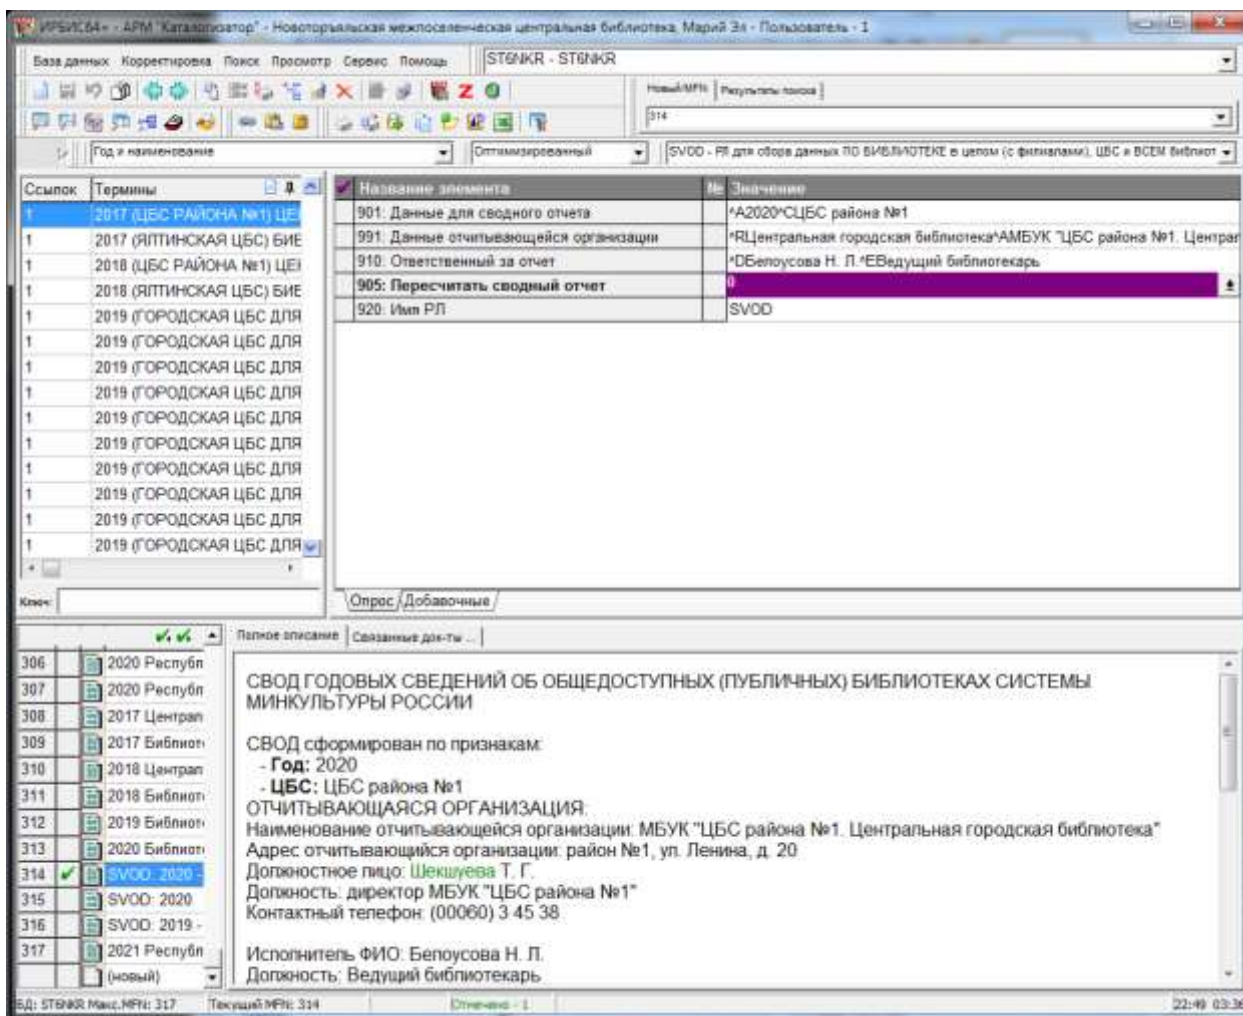 ИРБИС64+ - АРМ "Каталогизатор" - Новоторъяльская межпоселенческая центральная библиотека, Марий Эл - Пользователь - 1
База данных Корректировка Поиск Просмотр Сервис Помощь
ST6NKR - ST6NKR
Новый/MFN: Результаты поиска
314
Год и наименование
Оптимизированный
SVOD - РЛ для сбора данных ПО БИБЛИОТЕКЕ в целом (с филиалами), ЦБС и ВСЕМ библиот
Ссылок Термины
1 2017 (ЦБС РАЙОНА №1) ЦЕ
1 2017 (ЯЛТИНСКАЯ ЦБС) БИБ
1 2018 (ЦБС РАЙОНА №1) ЦЕ
1 2018 (ЯЛТИНСКАЯ ЦБС) БИБ
1 2019 (ГОРОДСКАЯ ЦБС ДЛЯ
1 2019 (ГОРОДСКАЯ ЦБС ДЛЯ
1 2019 (ГОРОДСКАЯ ЦБС ДЛЯ
1 2019 (ГОРОДСКАЯ ЦБС ДЛЯ
1 2019 (ГОРОДСКАЯ ЦБС ДЛЯ
1 2019 (ГОРОДСКАЯ ЦБС ДЛЯ
1 2019 (ГОРОДСКАЯ ЦБС ДЛЯ
1 2019 (ГОРОДСКАЯ ЦБС ДЛЯ
1 2019 (ГОРОДСКАЯ ЦБС ДЛЯ
1 2019 (ГОРОДСКАЯ ЦБС ДЛЯ
Ключ:
Название элемента № Значение
901: Данные для сводного отчета ^A2020^CЦБС района №1
991: Данные отчитывающейся организации ^RЦентральная городская библиотека^AМБУК "ЦБС района №1. Централ
910: Ответственный за отчет ^DБелоусова Н. Л.^EВедущий библиотекарь
905: Пересчитать сводный отчет 0
920: Имя РЛ SVOD
Опрос Добавочные
306 2020 Республ
307 2020 Республ
308 2017 Централ
309 2017 Библиот
310 2018 Централ
311 2018 Библиот
312 2019 Библиот
313 2020 Библиот
314 SVOD: 2020 -
315 SVOD: 2020
316 SVOD: 2019 -
317 2021 Республ
(новый)
Полное описание Связанные док-ты ...
СВОД ГОДОВЫХ СВЕДЕНИЙ ОБ ОБЩЕДОСТУПНЫХ (ПУБЛИЧНЫХ) БИБЛИОТЕКАХ СИСТЕМЫ
МИНКУЛЬТУРЫ РОССИИ
СВОД сформирован по признакам:
- Год: 2020
- ЦБС: ЦБС района №1
ОТЧИТЫВАЮЩАЯСЯ ОРГАНИЗАЦИЯ:
Наименование отчитывающейся организации: МБУК "ЦБС района №1. Центральная городская библиотека"
Адрес отчитывающийся организации: район №1, ул. Ленина, д. 20
Должностное лицо: Шекшуева Т. Г.
Должность: директор МБУК "ЦБС района №1"
Контактный телефон: (00060) 3 45 38
Исполнитель ФИО: Белоусова Н. Л.
Должность: Ведущий библиотекарь
БД: ST6NKR Макс.MFN: 317 Текущий MFN: 314 Отмечено - 1 22:49 03:36